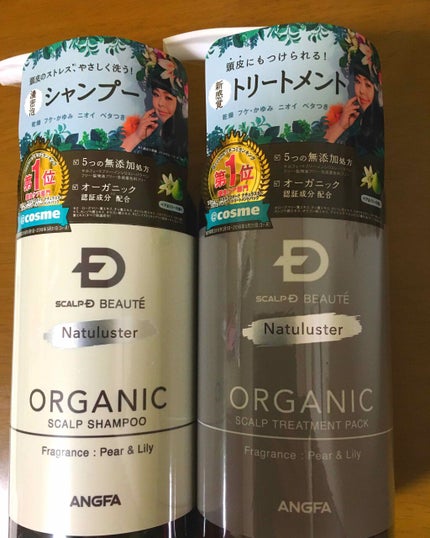 頭皮のストレス、やさしく洗う!
濃密泡
シャンプー
乾燥 フケ・かゆみ ニオイ ベタつき
第1位
@cosme
5つの無添加処方
オーガニック
認証成分 配合
D
SCALP-D BEAUTÉ
Natuluster
ORGANIC
SCALP SHAMPOO
Fragrance : Pear & Lily
ANGFA
頭皮にもつけられる!
新感覚
トリートメント
乾燥 フケ・かゆみ ニオイ ベタつき
第1位
@cosme
5つの無添加処方
オーガニック
認証成分 配合
D
SCALP-D BEAUTÉ
Natuluster
ORGANIC
SCALP TREATMENT PACK
Fragrance : Pear & Lily
ANGFA